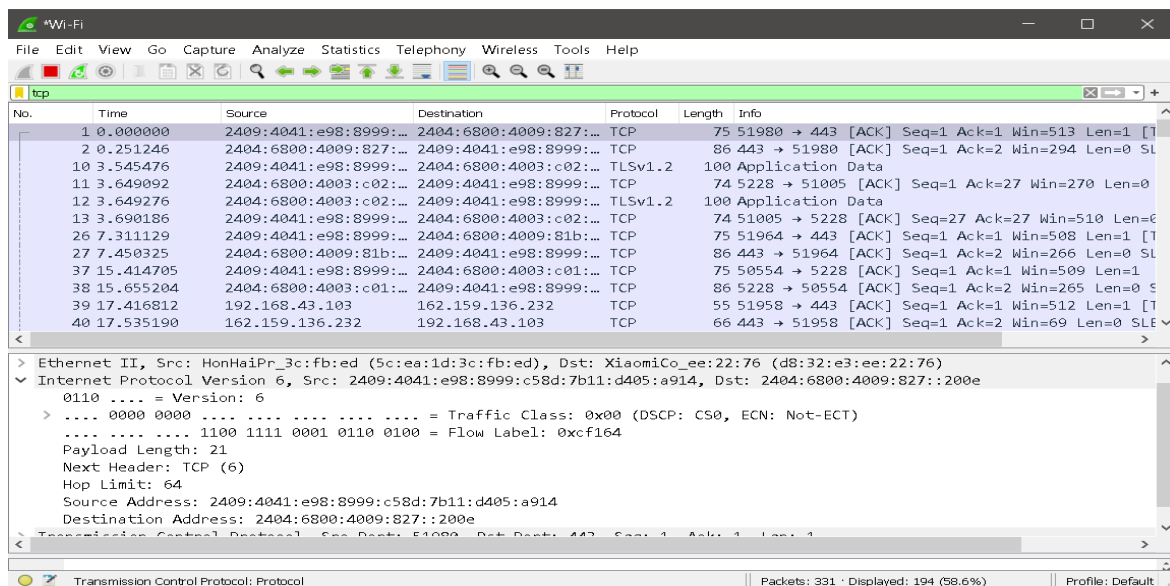 *Wi-Fi
File Edit View Go Capture Analyze Statistics Telephony Wireless Tools Help
tcp
No. Time Source Destination Protocol Length Info
1 0.000000 2409:4041:e98:8999:… 2404:6800:4009:827:… TCP 75 51980 → 443 [ACK] Seq=1 Ack=1 Win=513 Len=1 [T
2 0.251246 2404:6800:4009:827:… 2409:4041:e98:8999:… TCP 86 443 → 51980 [ACK] Seq=1 Ack=2 Win=294 Len=0 SL
10 3.545476 2409:4041:e98:8999:… 2404:6800:4003:c02:… TLSv1.2 100 Application Data
11 3.649092 2404:6800:4003:c02:… 2409:4041:e98:8999:… TCP 74 5228 → 51005 [ACK] Seq=1 Ack=27 Win=270 Len=0
12 3.649276 2404:6800:4003:c02:… 2409:4041:e98:8999:… TLSv1.2 100 Application Data
13 3.690186 2409:4041:e98:8999:… 2404:6800:4003:c02:… TCP 74 51005 → 5228 [ACK] Seq=27 Ack=27 Win=510 Len=0
26 7.311129 2409:4041:e98:8999:… 2404:6800:4009:81b:… TCP 75 51964 → 443 [ACK] Seq=1 Ack=1 Win=508 Len=1 [T
27 7.450325 2404:6800:4009:81b:… 2409:4041:e98:8999:… TCP 86 443 → 51964 [ACK] Seq=1 Ack=2 Win=266 Len=0 SL
37 15.414705 2409:4041:e98:8999:… 2404:6800:4003:c01:… TCP 75 50554 → 5228 [ACK] Seq=1 Ack=1 Win=509 Len=1
38 15.655204 2404:6800:4003:c01:… 2409:4041:e98:8999:… TCP 86 5228 → 50554 [ACK] Seq=1 Ack=2 Win=265 Len=0 S
39 17.416812 192.168.43.103 162.159.136.232 TCP 55 51958 → 443 [ACK] Seq=1 Ack=1 Win=512 Len=1 [T
40 17.535190 162.159.136.232 192.168.43.103 TCP 66 443 → 51958 [ACK] Seq=1 Ack=2 Win=69 Len=0 SLE
Ethernet II, Src: HonHaiPr_3c:fb:ed (5c:ea:1d:3c:fb:ed), Dst: XiaomiCo_ee:22:76 (d8:32:e3:ee:22:76)
Internet Protocol Version 6, Src: 2409:4041:e98:8999:c58d:7b11:d405:a914, Dst: 2404:6800:4009:827::200e
0110 .... = Version: 6
.... 0000 0000 .... .... .... .... .... = Traffic Class: 0x00 (DSCP: CS0, ECN: Not-ECT)
.... .... .... 1100 1111 0001 0110 0100 = Flow Label: 0xcf164
Payload Length: 21
Next Header: TCP (6)
Hop Limit: 64
Source Address: 2409:4041:e98:8999:c58d:7b11:d405:a914
Destination Address: 2404:6800:4009:827::200e
Transmission Control Protocol, Src Port: 51980, Dst Port: 443, Seq: 1, Ack: 1, Len: 1
Transmission Control Protocol: Protocol
Packets: 331 · Displayed: 194 (58.6%)
Profile: Default